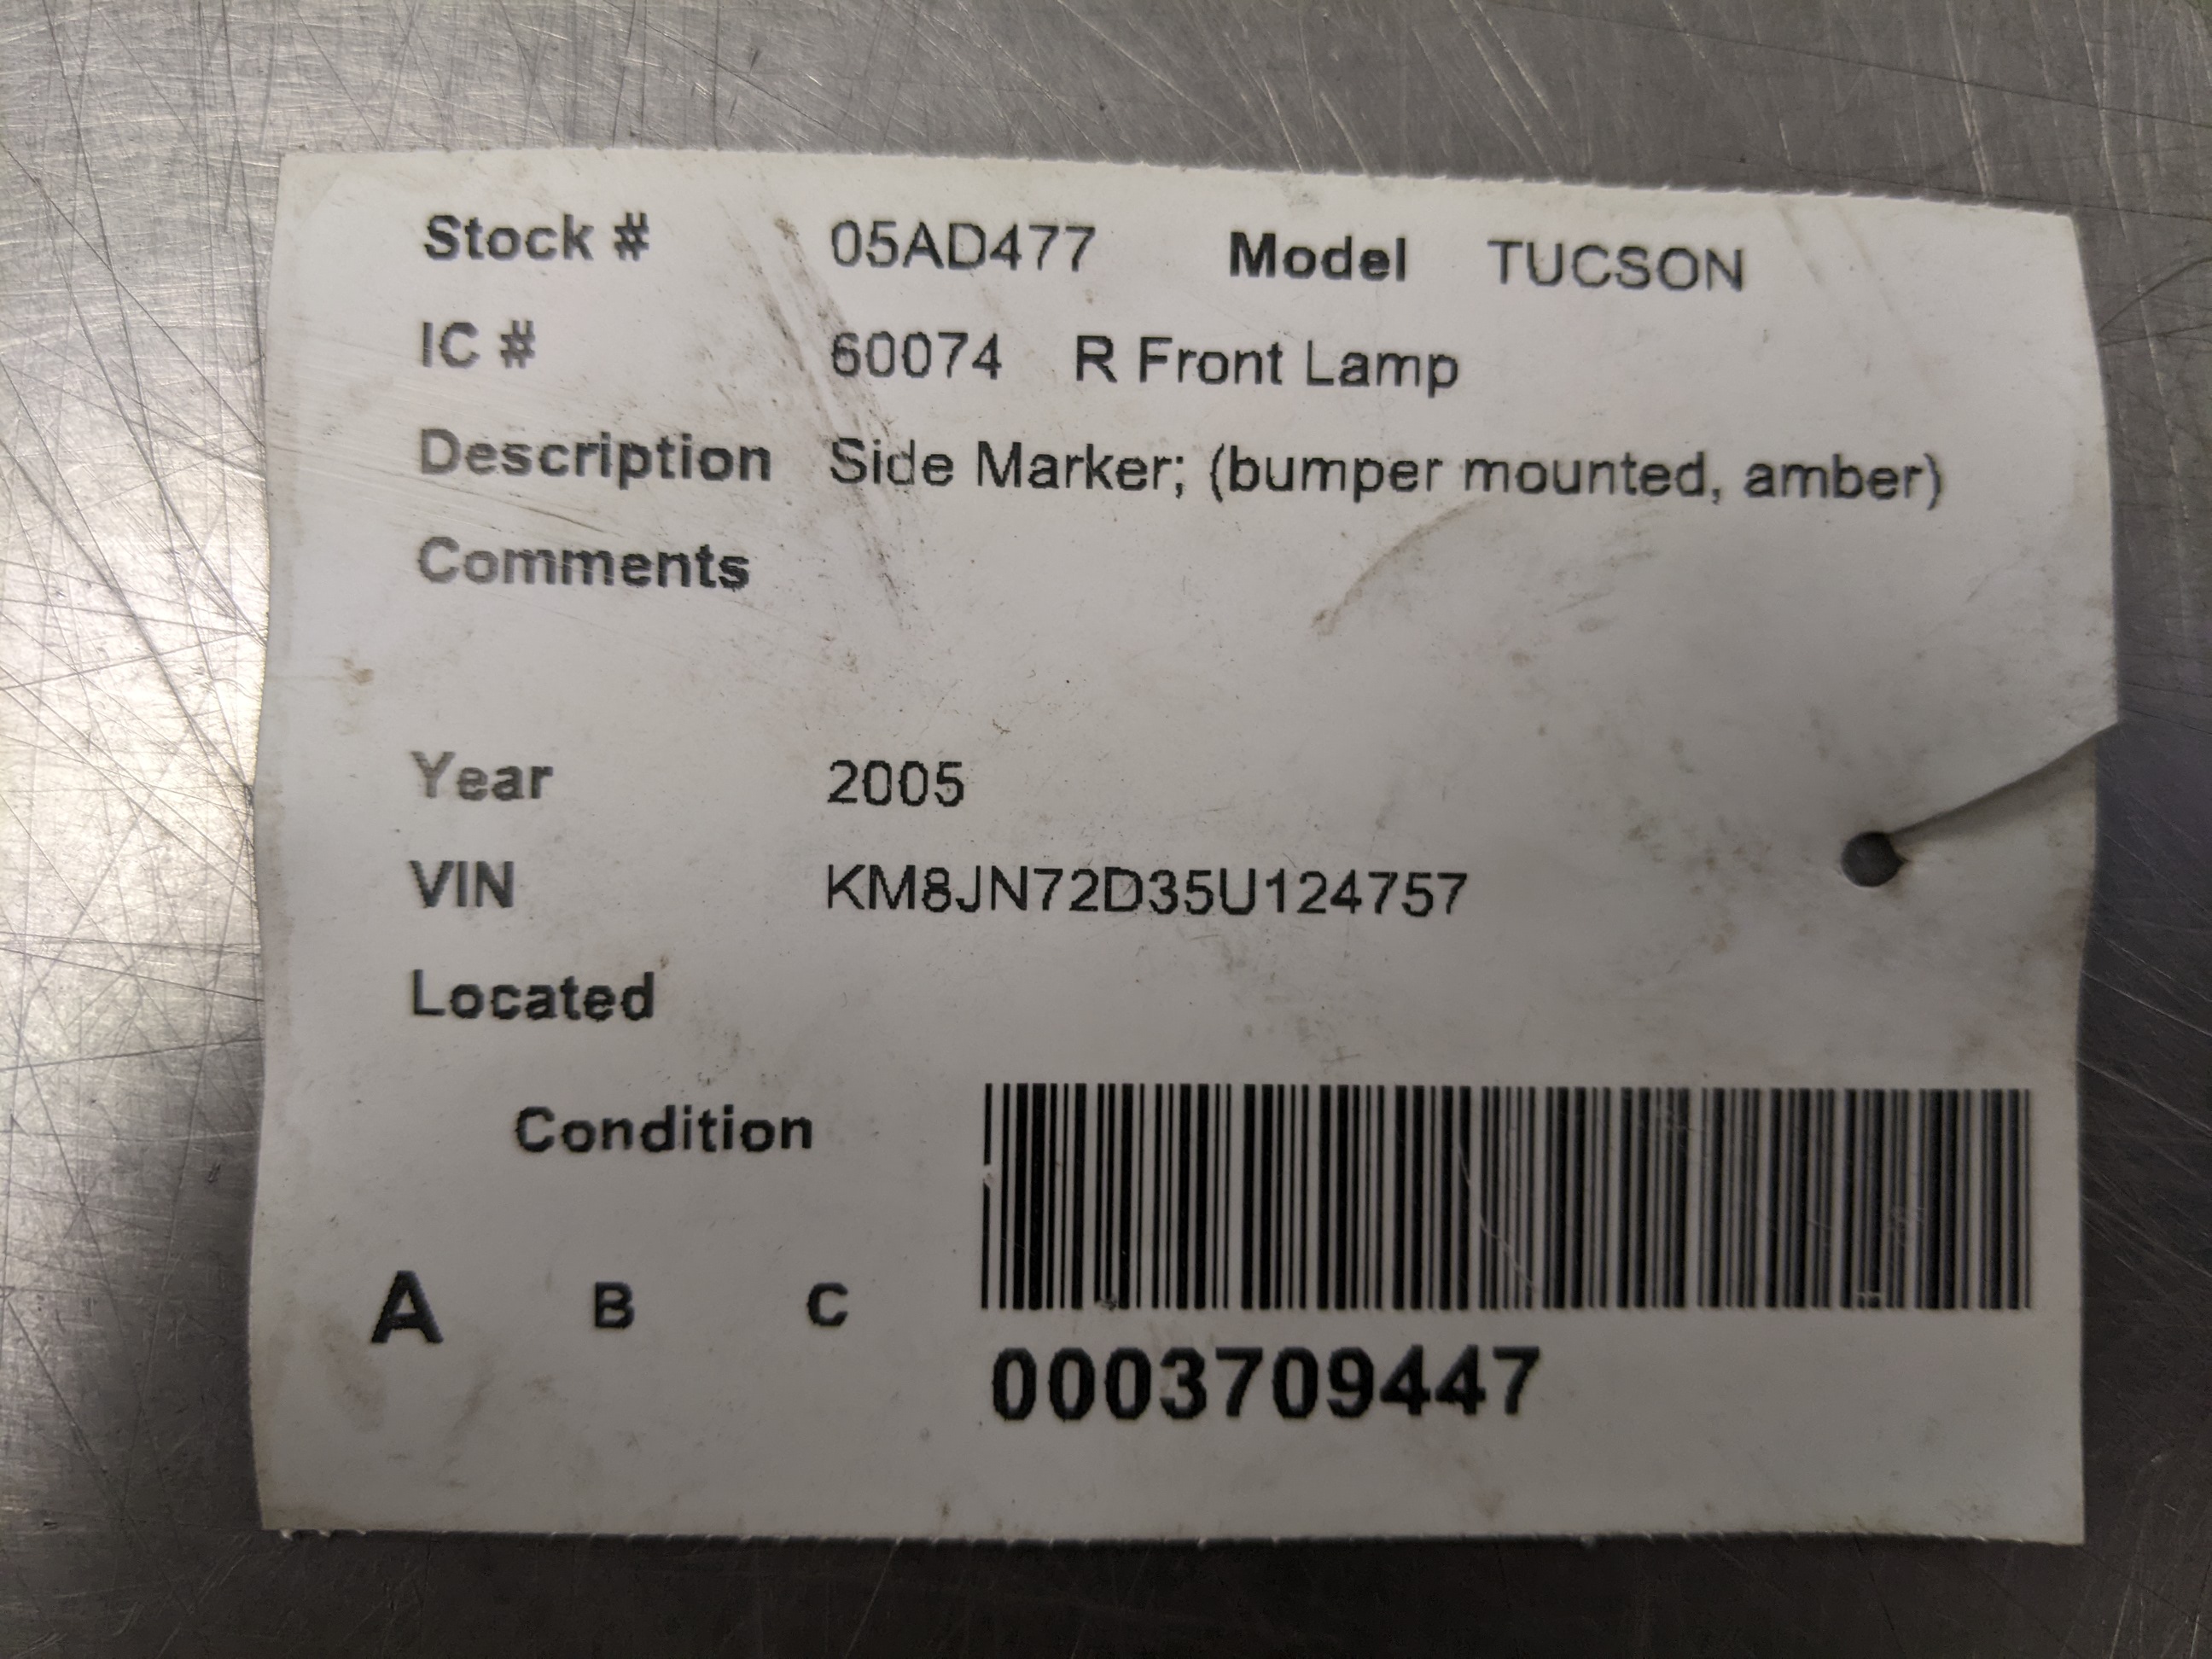 Stock # 05AD477 Model TUCSON
IC # 60074 R Front Lamp
Description Side Marker; (bumper mounted, amber)
Comments
Year 2005
VIN KM8JN72D35U124757
Located
Condition
A B C
0003709447